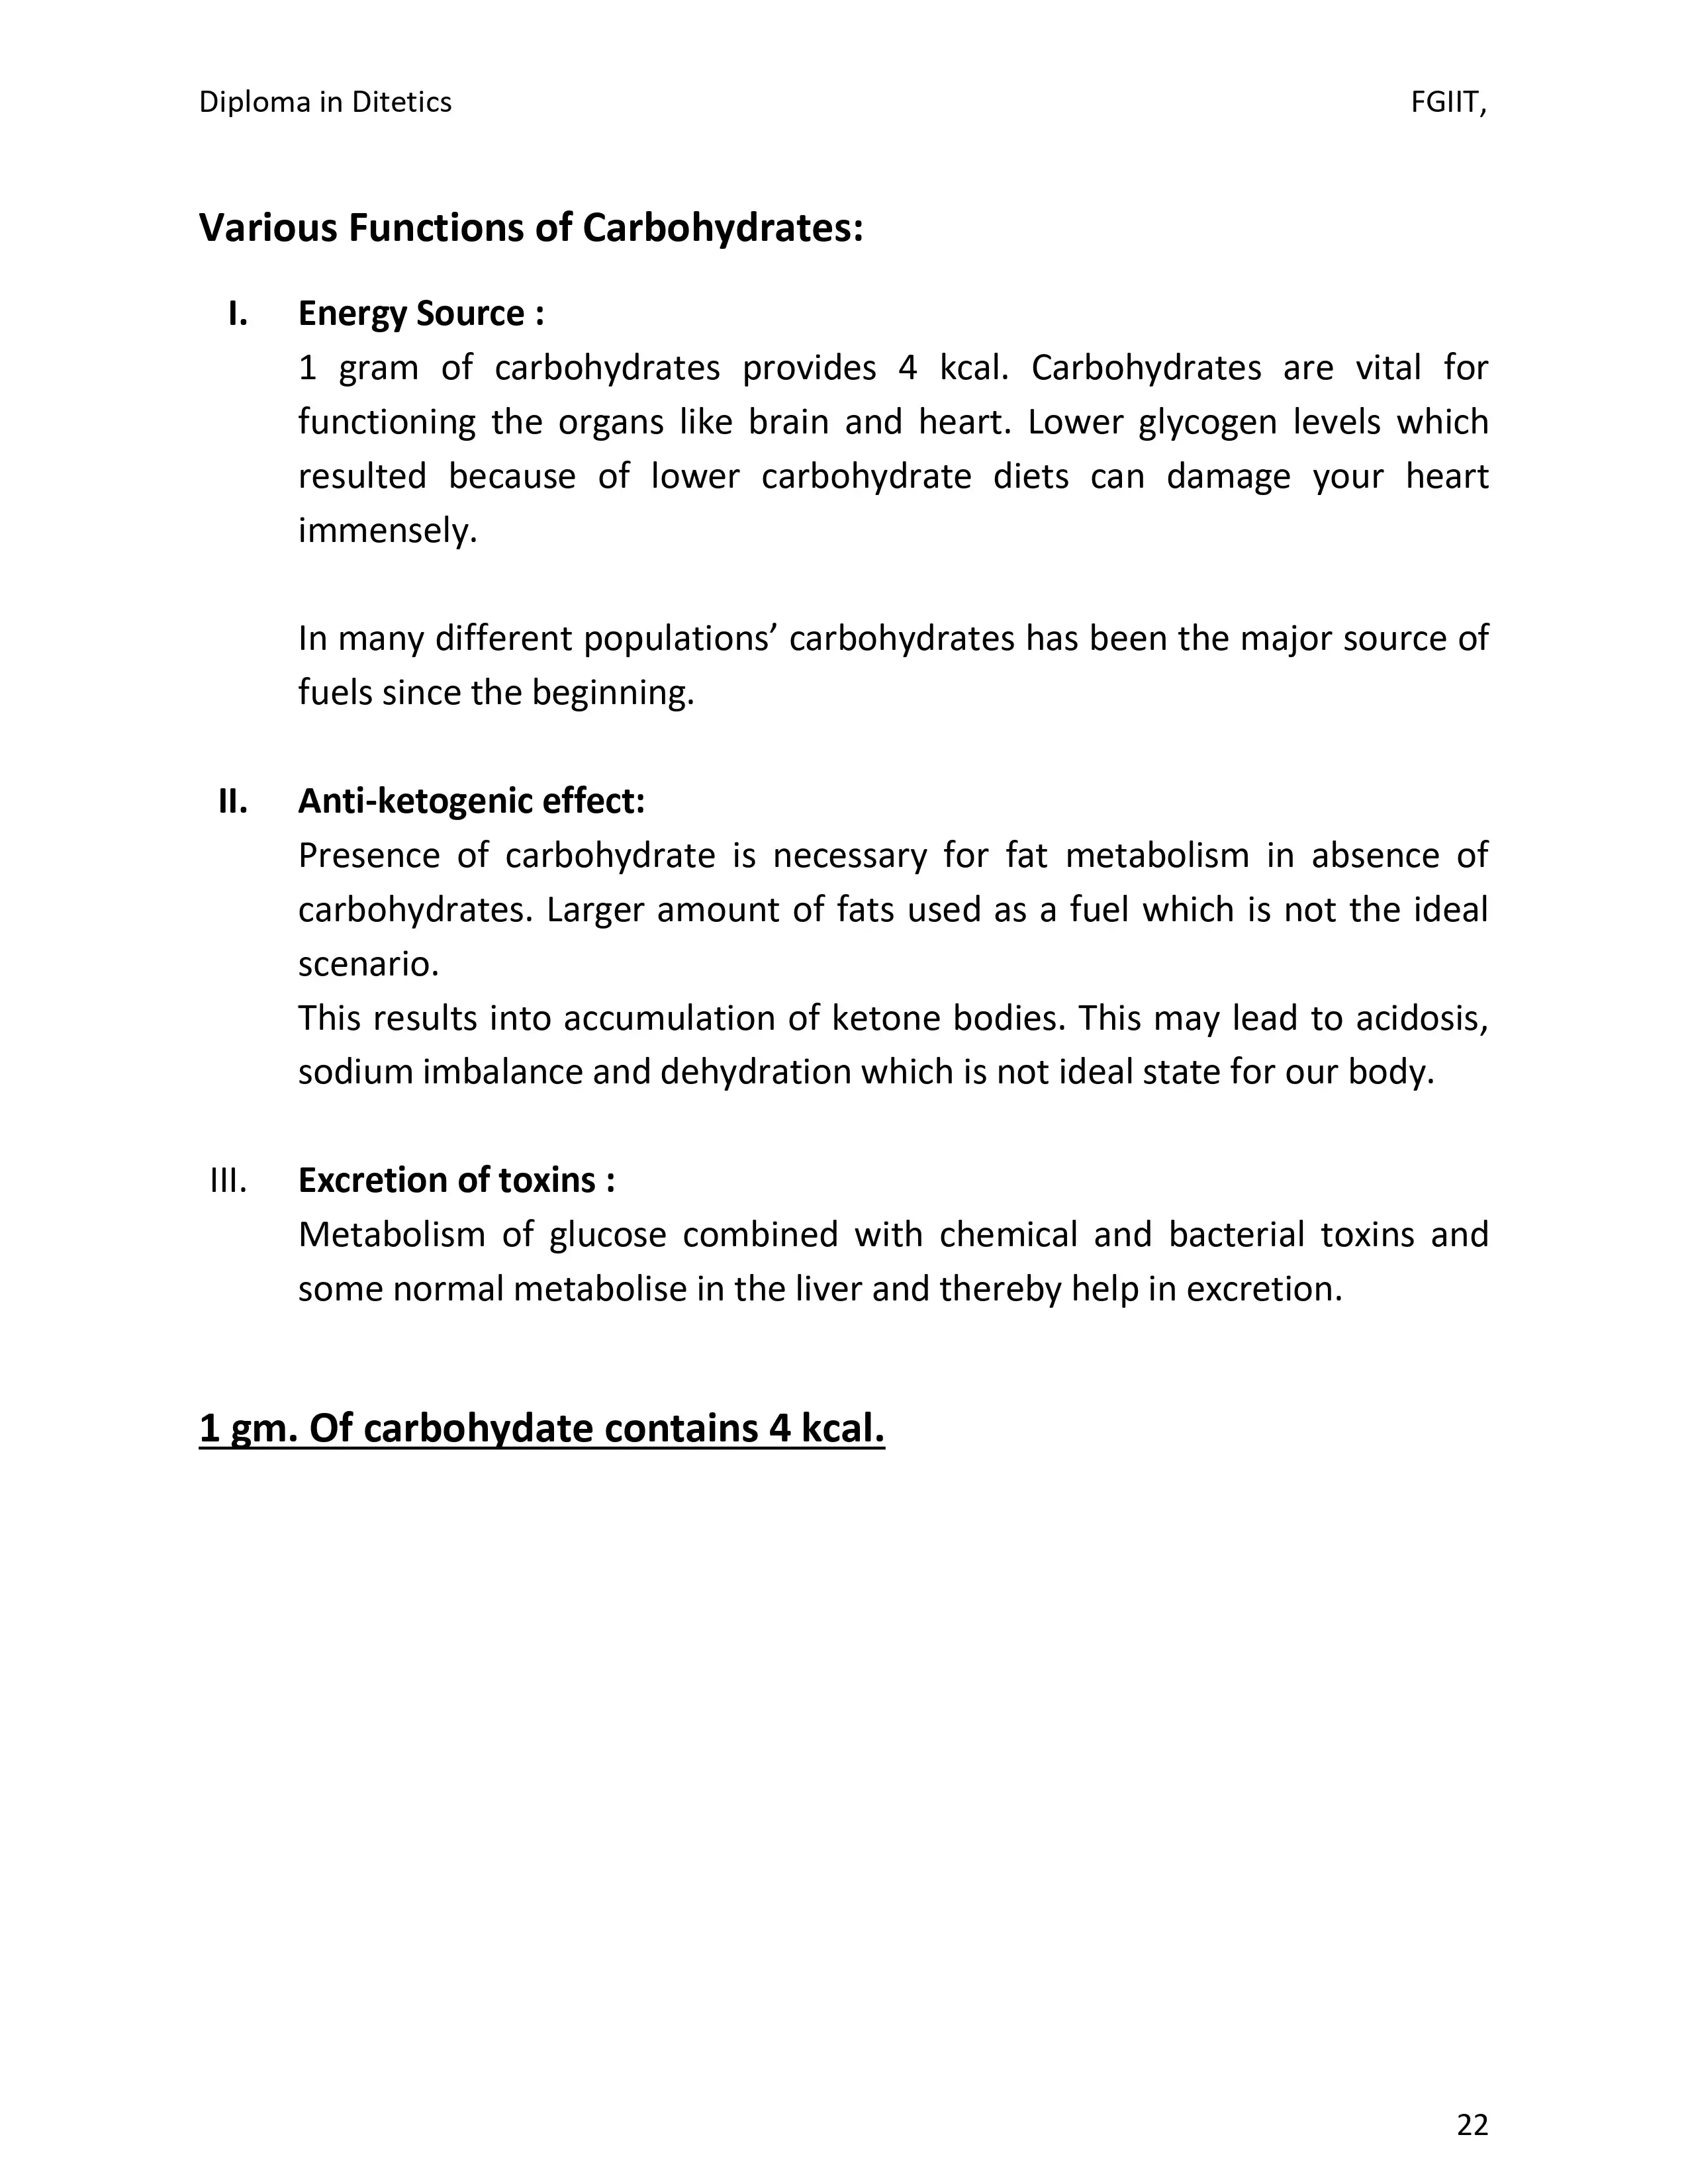 Diploma in Ditetics FGIIT,
Various Functions of Carbohydrates:
I. Energy Source :
1 gram of carbohydrates provides 4 kcal. Carbohydrates are vital for
functioning the organs like brain and heart. Lower glycogen levels which
resulted because of lower carbohydrate diets can damage your heart
immensely.
In many different populations’ carbohydrates has been the major source of
fuels since the beginning.
II. Anti-ketogenic effect:
Presence of carbohydrate is necessary for fat metabolism in absence of
carbohydrates. Larger amount of fats used as a fuel which is not the ideal
scenario.
This results into accumulation of ketone bodies. This may lead to acidosis,
sodium imbalance and dehydration which is not ideal state for our body.
III. Excretion of toxins :
Metabolism of glucose combined with chemical and bacterial toxins and
some normal metabolise in the liver and thereby help in excretion.
1 gm. Of carbohydate contains 4 kcal.
22